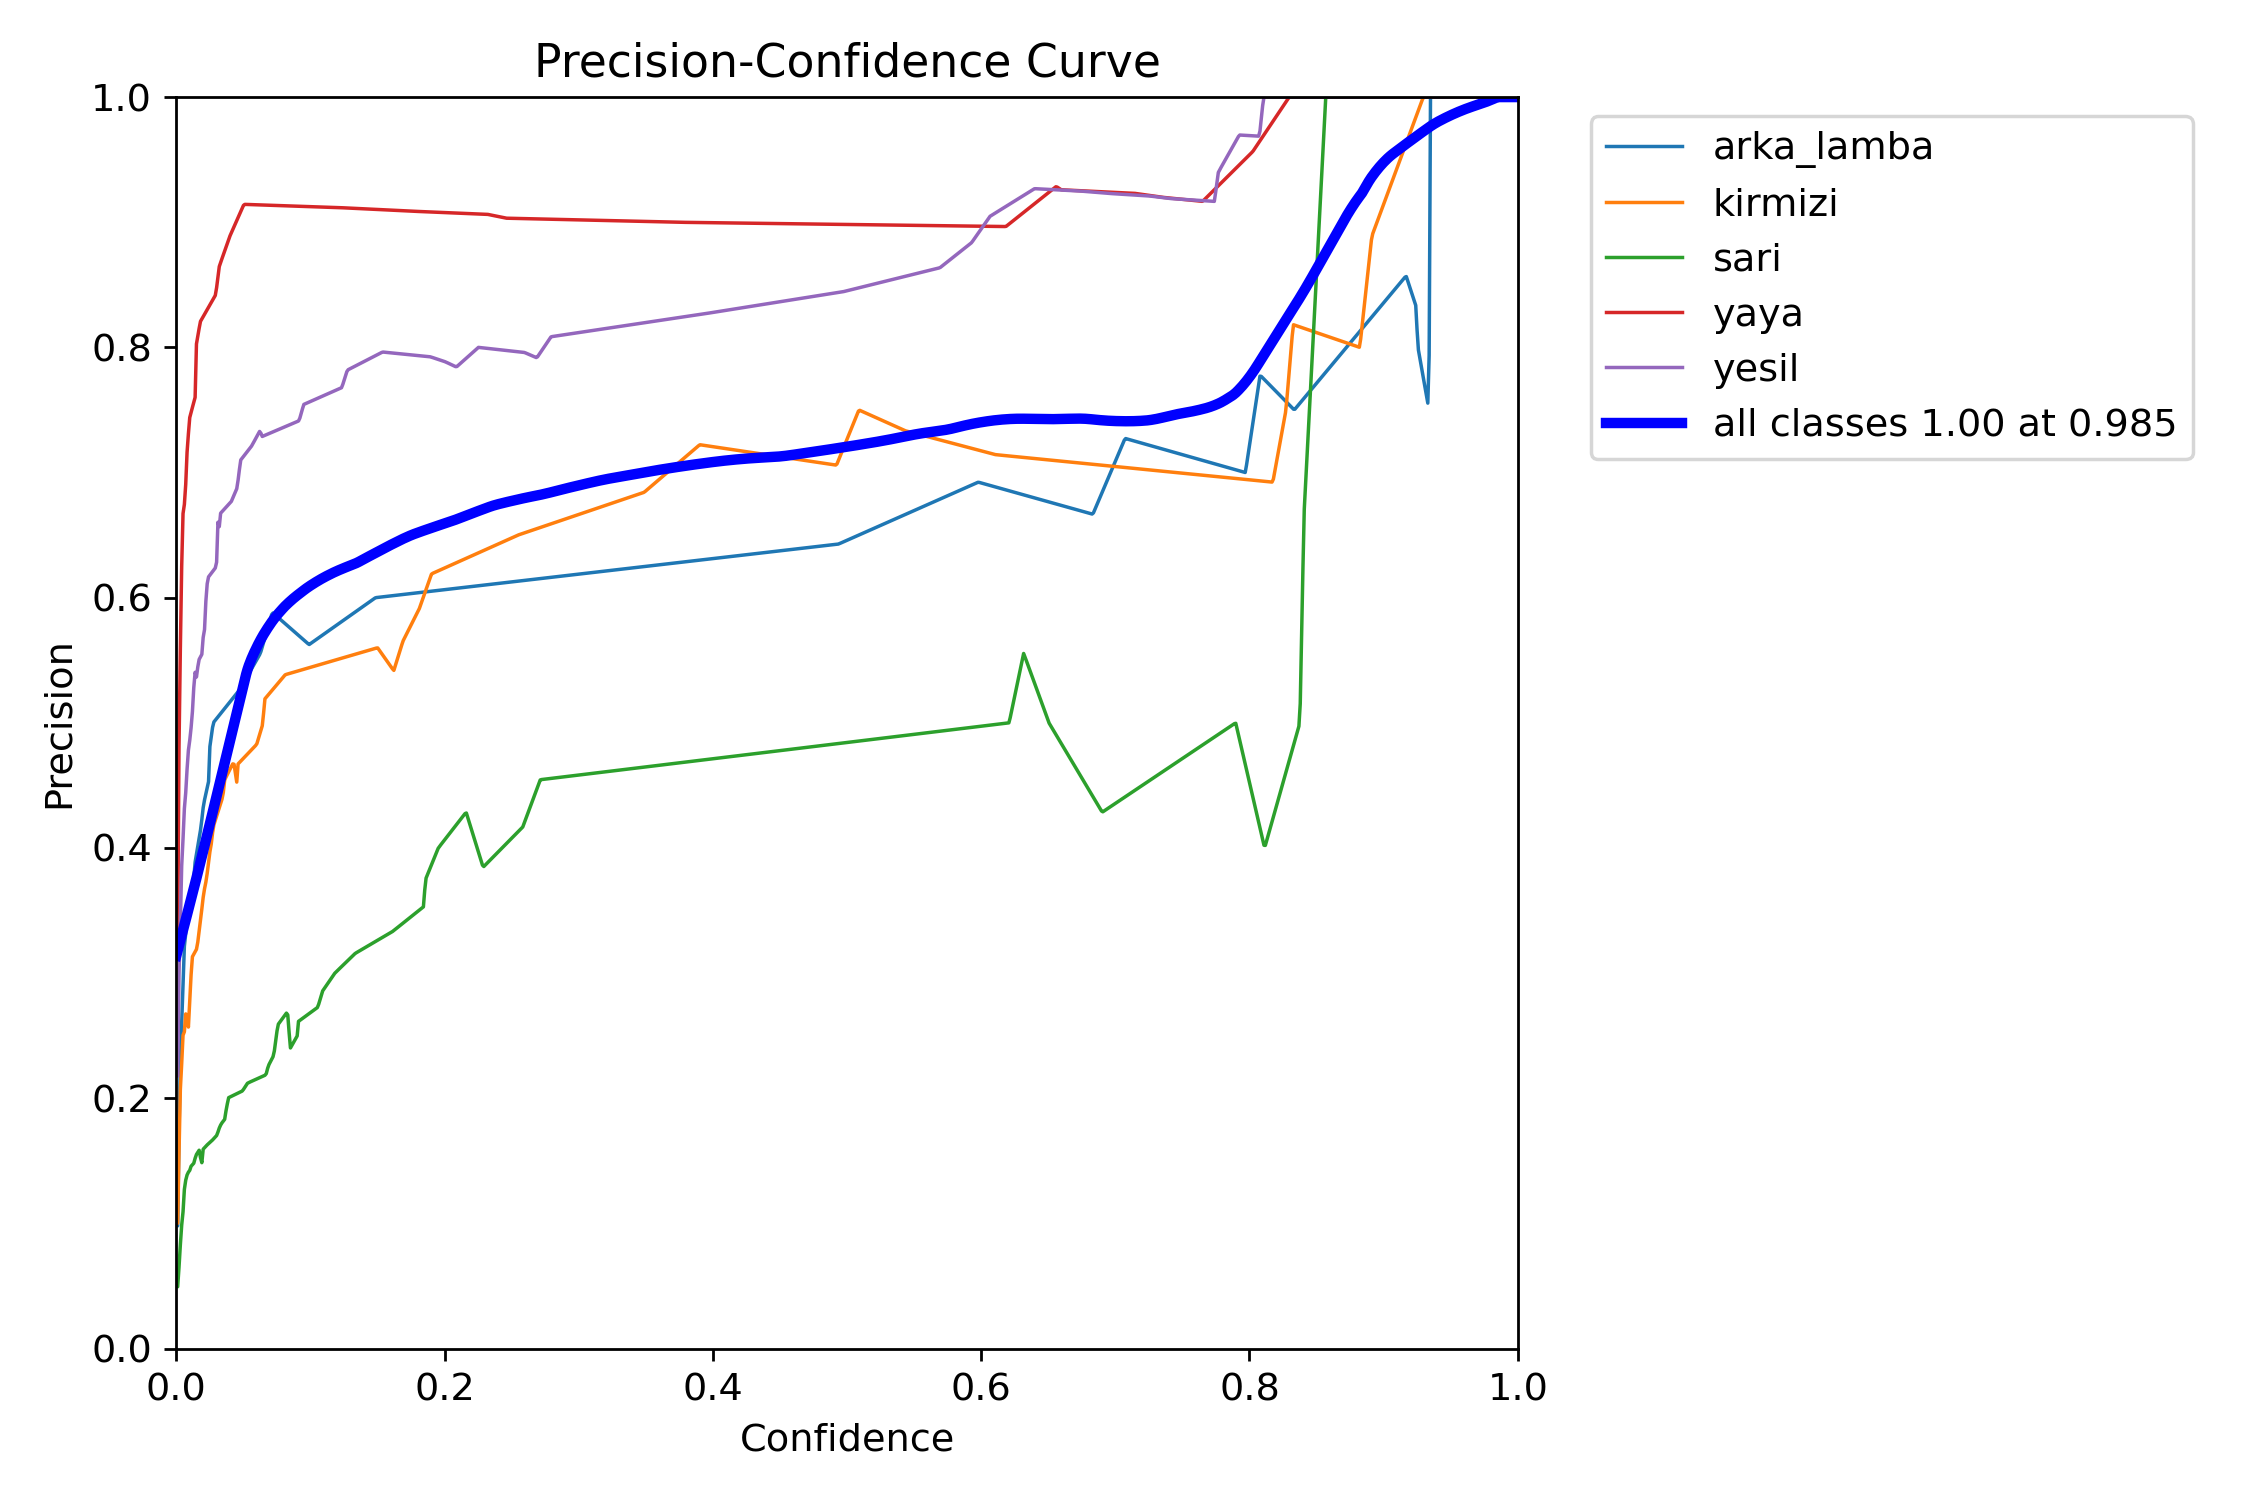 Precision-Confidence Curve
1.0
0.8
0.6
0.4
0.2
0.0
Precision
0.0 0.2 0.4 0.6 0.8 1.0
Confidence
arka_lamba
kirmizi
sari
yaya
yesil
all classes 1.00 at 0.985